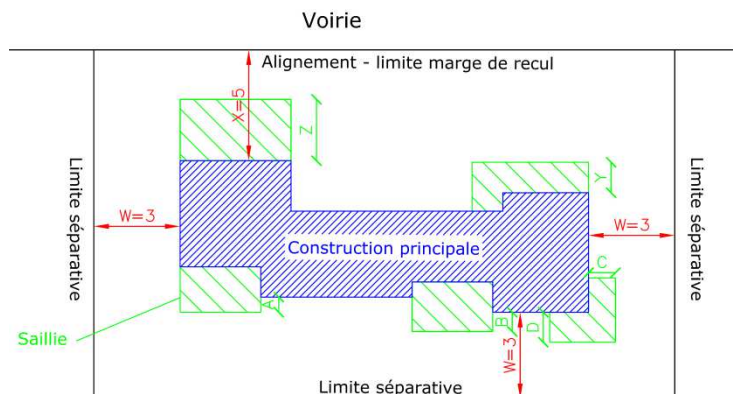 Voirie
Alignement - limite marge de recul
X=5
Z
Limite séparative
W=3
Y
W=3
Limite séparative
Construction principale
C
A
B
D
Saillie
W=3
Limite séparative